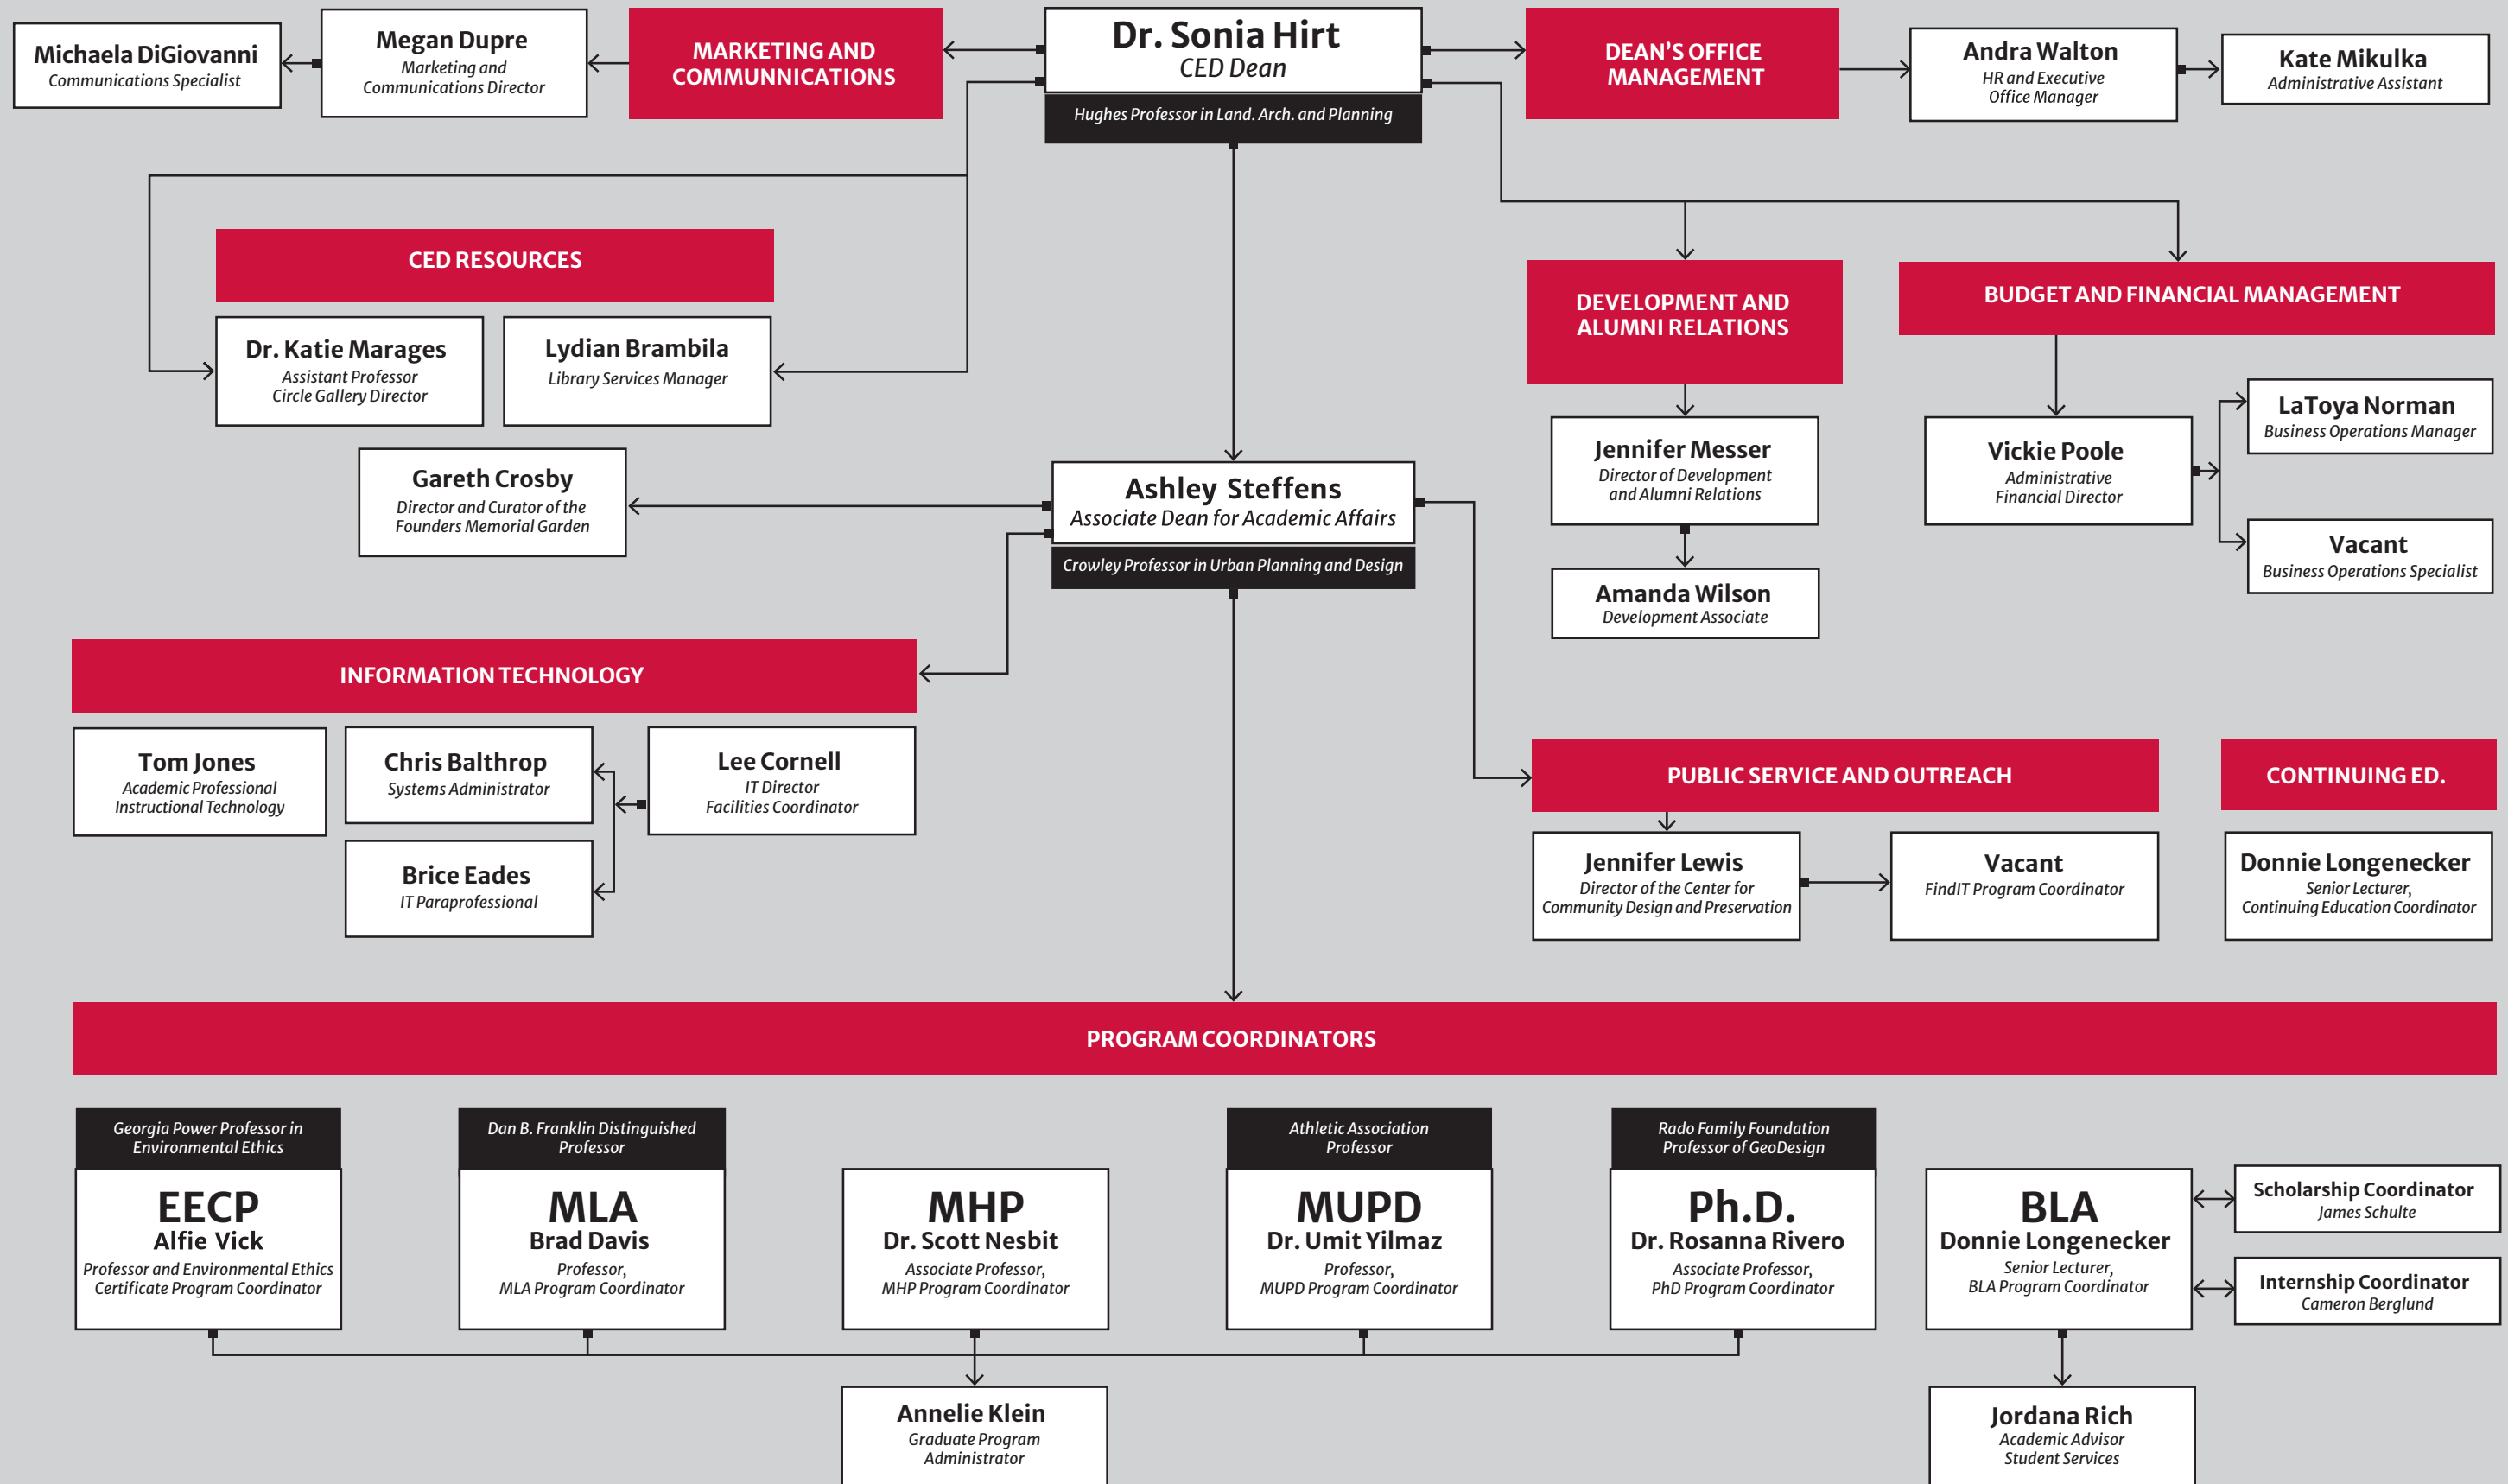 Michaela DiGiovanni
Communications Specialist
Megan Dupre
Marketing and
Communications Director
MARKETING AND
COMMUNNICATIONS
Dr. Sonia Hirt
CED Dean
Hughes Professor in Land. Arch. and Planning
DEAN’S OFFICE
MANAGEMENT
Andra Walton
HR and Executive
Office Manager
Kate Mikulka
Administrative Assistant
CED RESOURCES
Dr. Katie Marages
Assistant Professor
Circle Gallery Director
Lydian Brambila
Library Services Manager
Gareth Crosby
Director and Curator of the
Founders Memorial Garden
Ashley Steffens
Associate Dean for Academic Affairs
Crowley Professor in Urban Planning and Design
DEVELOPMENT AND
ALUMNI RELATIONS
Jennifer Messer
Director of Development
and Alumni Relations
Amanda Wilson
Development Associate
BUDGET AND FINANCIAL MANAGEMENT
Vickie Poole
Administrative
Financial Director
LaToya Norman
Business Operations Manager
Vacant
Business Operations Specialist
INFORMATION TECHNOLOGY
Tom Jones
Academic Professional
Instructional Technology
Chris Balthrop
Systems Administrator
Lee Cornell
IT Director
Facilities Coordinator
Brice Eades
IT Paraprofessional
PUBLIC SERVICE AND OUTREACH
Jennifer Lewis
Director of the Center for
Community Design and Preservation
Vacant
FindIT Program Coordinator
CONTINUING ED.
Donnie Longenecker
Senior Lecturer,
Continuing Education Coordinator
PROGRAM COORDINATORS
Georgia Power Professor in
Environmental Ethics
EECP
Alfie Vick
Professor and Environmental Ethics
Certificate Program Coordinator
Dan B. Franklin Distinguished
Professor
MLA
Brad Davis
Professor,
MLA Program Coordinator
MHP
Dr. Scott Nesbit
Associate Professor,
MHP Program Coordinator
Athletic Association
Professor
MUPD
Dr. Umit Yilmaz
Professor,
MUPD Program Coordinator
Rado Family Foundation
Professor of GeoDesign
Ph.D.
Dr. Rosanna Rivero
Associate Professor,
PhD Program Coordinator
BLA
Donnie Longenecker
Senior Lecturer,
BLA Program Coordinator
Scholarship Coordinator
James Schulte
Internship Coordinator
Cameron Berglund
Annelie Klein
Graduate Program
Administrator
Jordana Rich
Academic Advisor
Student Services